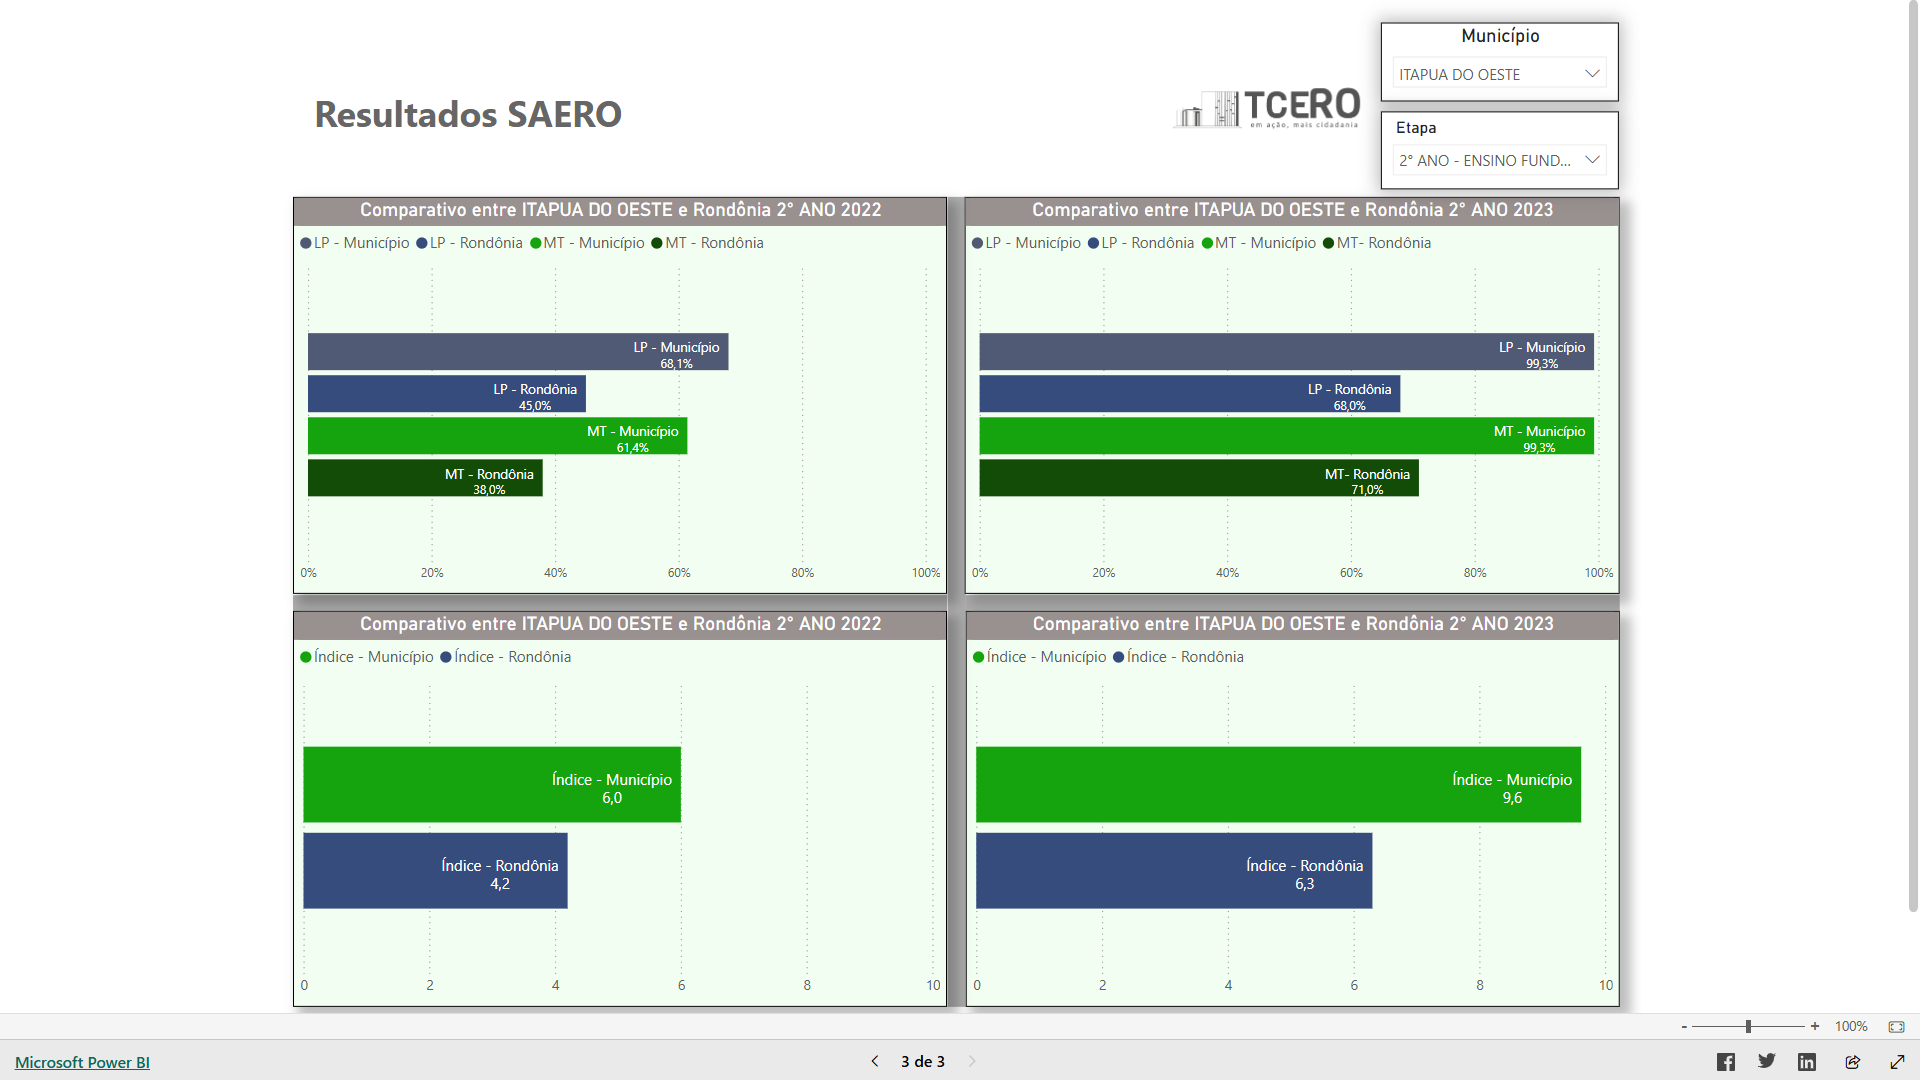 Município
ITAPUA DO OESTE
Resultados SAERO
TCERO
em ação, mais cidadania
Etapa
2° ANO - ENSINO FUND...
Comparativo entre ITAPUA DO OESTE e Rondônia 2° ANO 2022
LP - Município LP - Rondônia MT - Município MT - Rondônia
LP - Município
68,1%
LP - Rondônia
45,0%
MT - Município
61,4%
MT - Rondônia
38,0%
0% 20% 40% 60% 80% 100%
Comparativo entre ITAPUA DO OESTE e Rondônia 2° ANO 2023
LP - Município LP - Rondônia MT - Município MT- Rondônia
LP - Município
99,3%
LP - Rondônia
68,0%
MT - Município
99,3%
MT- Rondônia
71,0%
0% 20% 40% 60% 80% 100%
Comparativo entre ITAPUA DO OESTE e Rondônia 2° ANO 2022
Índice - Município Índice - Rondônia
Índice - Município
6,0
Índice - Rondônia
4,2
0 2 4 6 8 10
Comparativo entre ITAPUA DO OESTE e Rondônia 2° ANO 2023
Índice - Município Índice - Rondônia
Índice - Município
9,6
Índice - Rondônia
6,3
0 2 4 6 8 10
- + 100%
Microsoft Power BI
3 de 3